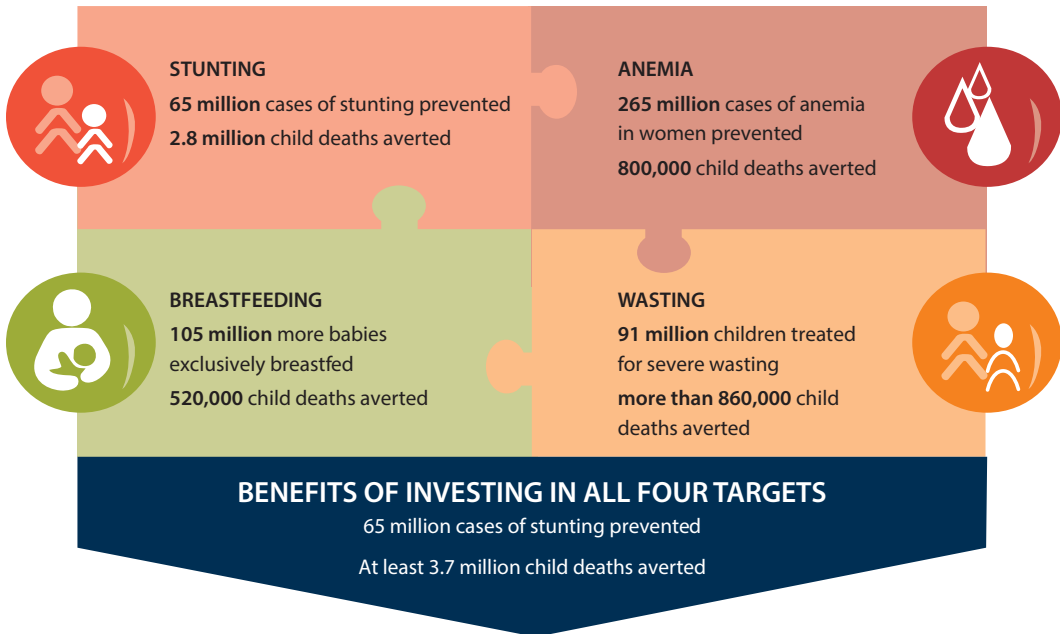 STUNTING
65 million cases of stunting prevented
2.8 million child deaths averted
ANEMIA
265 million cases of anemia
in women prevented
800,000 child deaths averted
BREASTFEEDING
105 million more babies
exclusively breastfed
520,000 child deaths averted
WASTING
91 million children treated
for severe wasting
more than 860,000 child
deaths averted
BENEFITS OF INVESTING IN ALL FOUR TARGETS
65 million cases of stunting prevented
At least 3.7 million child deaths averted